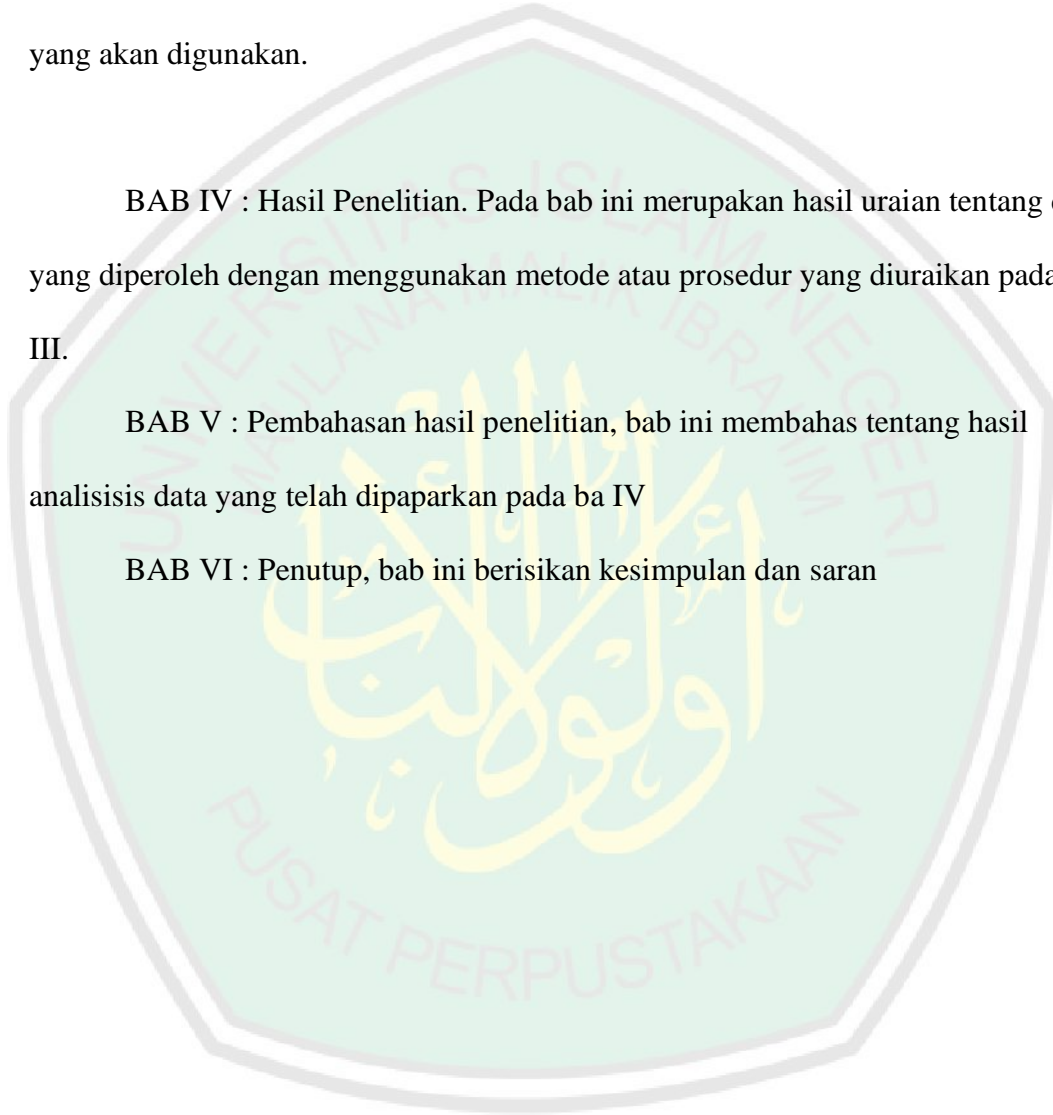 yang akan digunakan.
BAB IV : Hasil Penelitian. Pada bab ini merupakan hasil uraian tentang
yang diperoleh dengan menggunakan metode atau prosedur yang diuraikan pada
III.
BAB V : Pembahasan hasil penelitian, bab ini membahas tentang hasil
analisisis data yang telah dipaparkan pada ba IV
BAB VI : Penutup, bab ini berisikan kesimpulan dan saran
UNIVERSITAS ISLAM NEGERI
MAULANA MALIK IBRAHIM
أولوا الألباب
PUSAT PERPUSTAKAAN